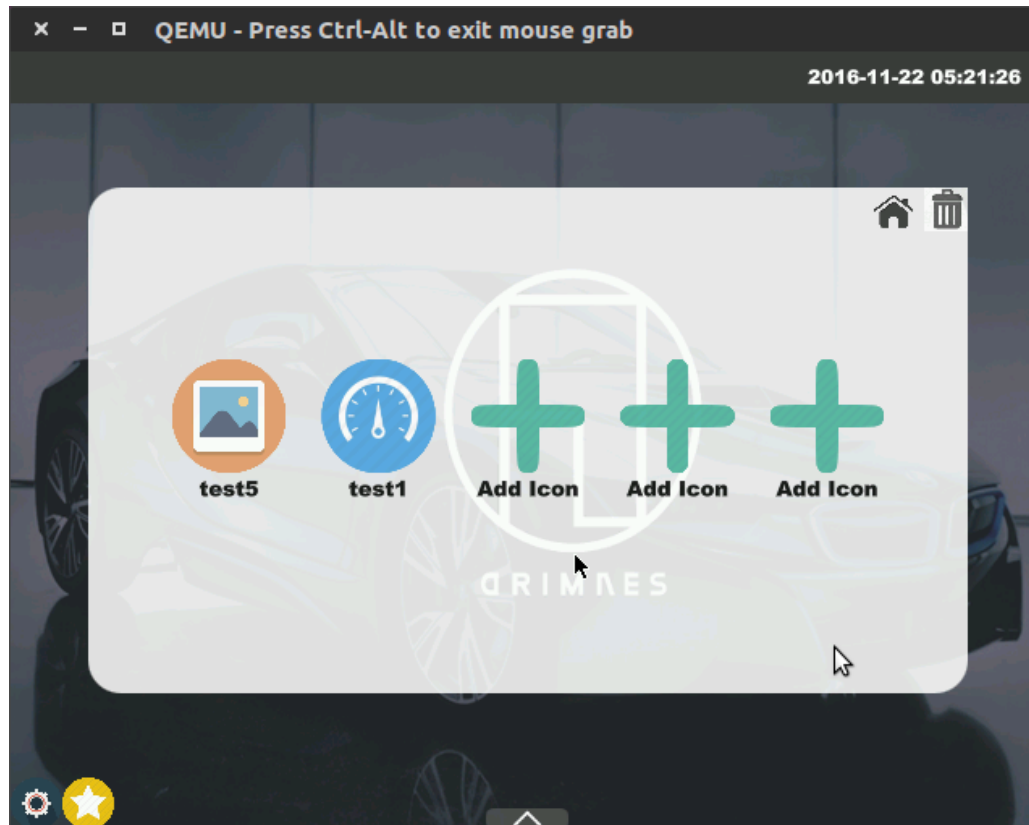 QEMU - Press Ctrl-Alt to exit mouse grab
2016-11-22 05:21:26
test5 test1 Add Icon Add Icon Add Icon